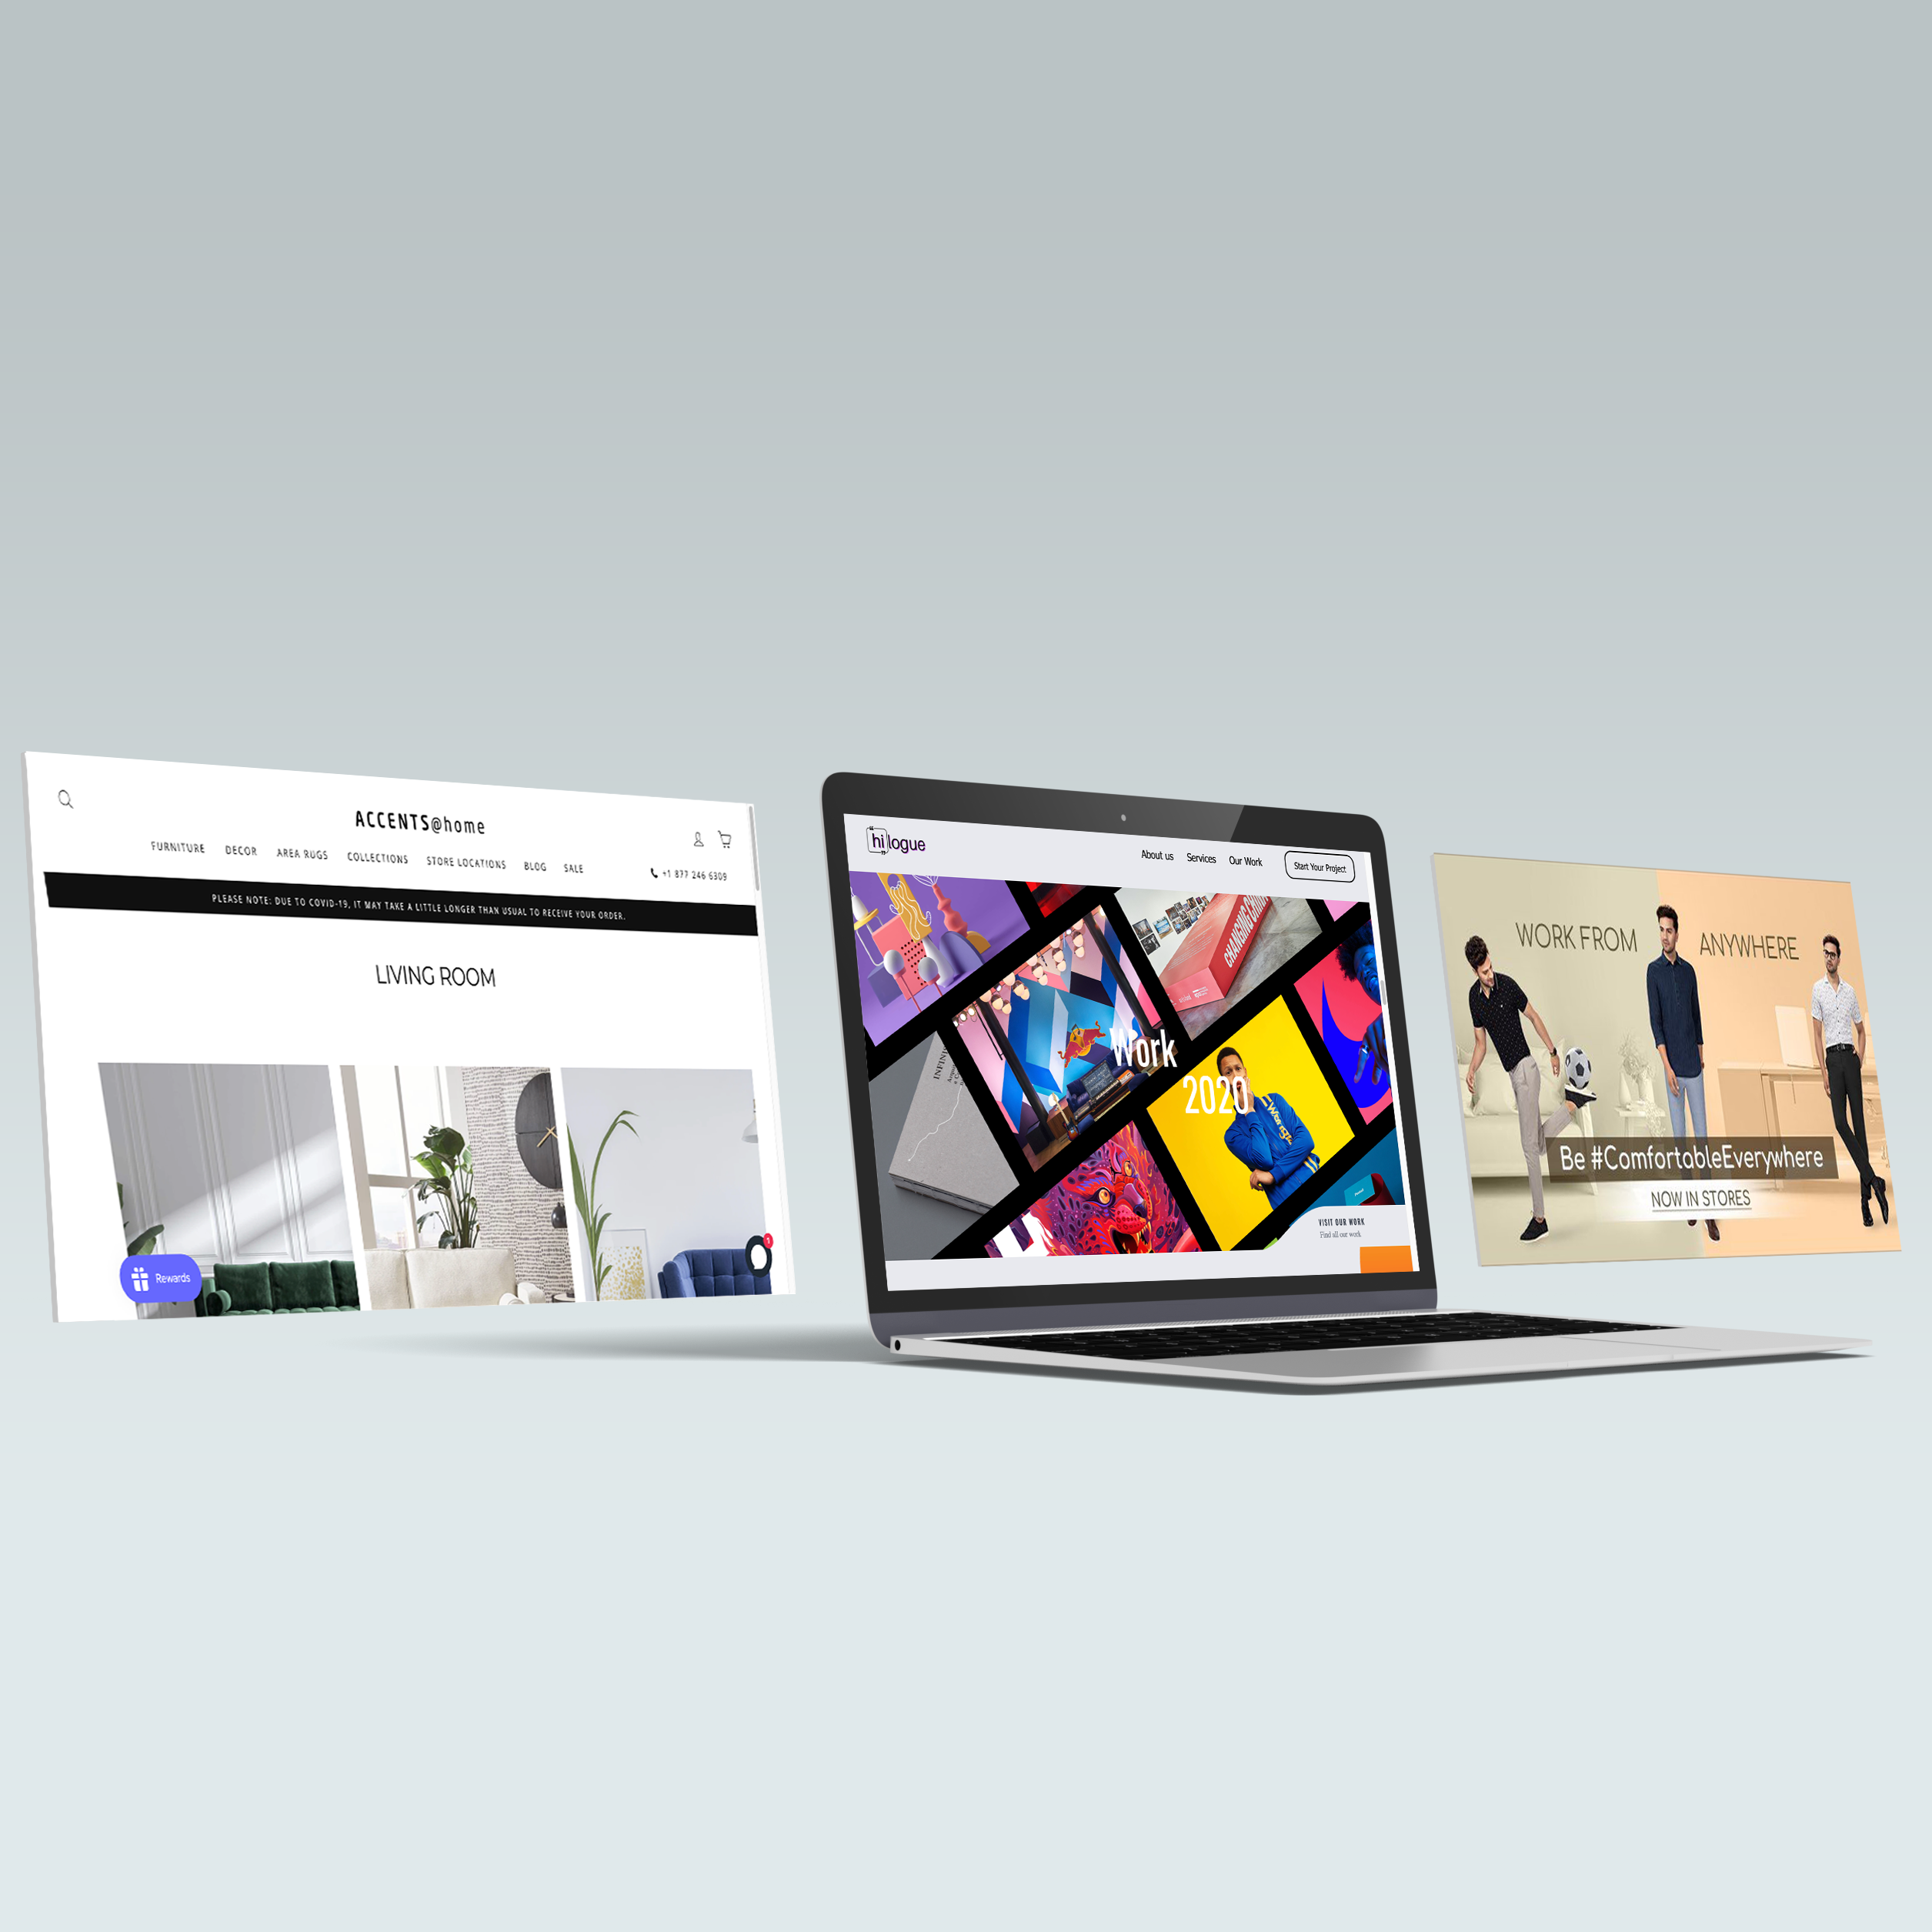 ACCENTS@home
FURNITURE DECOR AREA RUGS COLLECTIONS STORE LOCATIONS BLOG SALE
+1 877 246 6309
PLEASE NOTE: DUE TO COVID-19, IT MAY TAKE A LITTLE LONGER THAN USUAL TO RECEIVE YOUR ORDER.
LIVING ROOM
Rewards
1
hilogue
About us Services Our Work Start Your Project
CHANGING
Work
2020
Wrangler
VISIT OUR WORK
Find all our work
WORK FROM ANYWHERE
Be #ComfortableEverywhere
NOW IN STORES